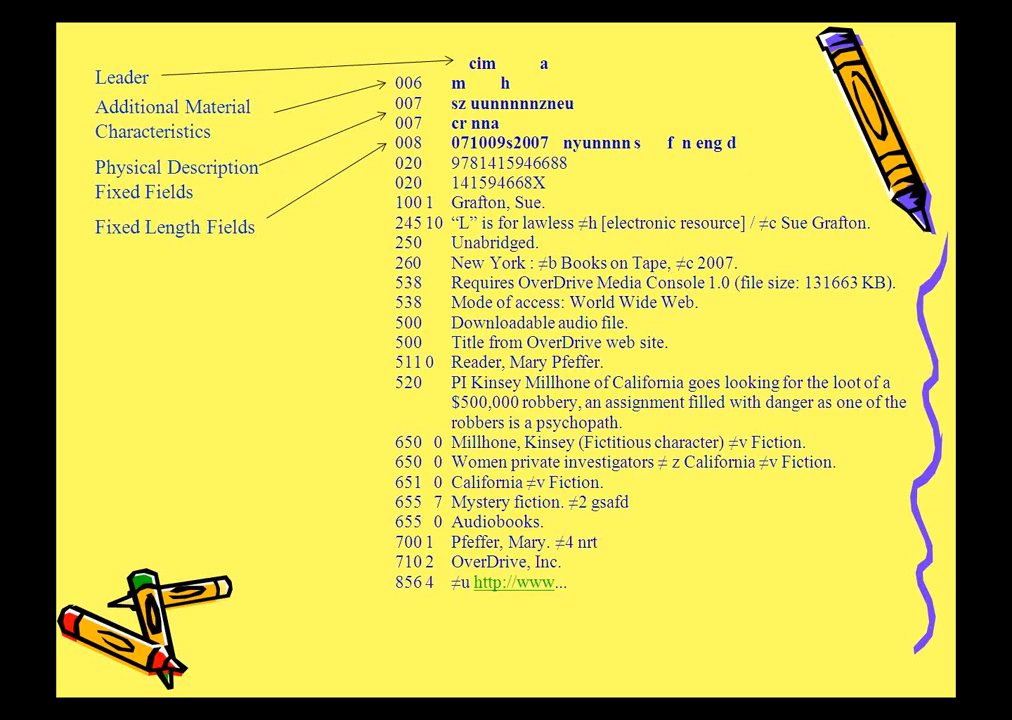 Leader
Additional Material
Characteristics
Physical Description
Fixed Fields
Fixed Length Fields
cim a
006 m h
007 sz uunnnnnzneu
007 cr nna
008 071009s2007 nyunnnn s f n eng d
020 9781415946688
020 141594668X
100 1 Grafton, Sue.
245 10 “L” is for lawless ≠h [electronic resource] / ≠c Sue Grafton.
250 Unabridged.
260 New York : ≠b Books on Tape, ≠c 2007.
538 Requires OverDrive Media Console 1.0 (file size: 131663 KB).
538 Mode of access: World Wide Web.
500 Downloadable audio file.
500 Title from OverDrive web site.
511 0 Reader, Mary Pfeffer.
520 PI Kinsey Millhone of California goes looking for the loot of a
$500,000 robbery, an assignment filled with danger as one of the
robbers is a psychopath.
650 0 Millhone, Kinsey (Fictitious character) ≠v Fiction.
650 0 Women private investigators ≠ z California ≠v Fiction.
651 0 California ≠v Fiction.
655 7 Mystery fiction. ≠2 gsafd
655 0 Audiobooks.
700 1 Pfeffer, Mary. ≠4 nrt
710 2 OverDrive, Inc.
856 4 ≠u http://www...